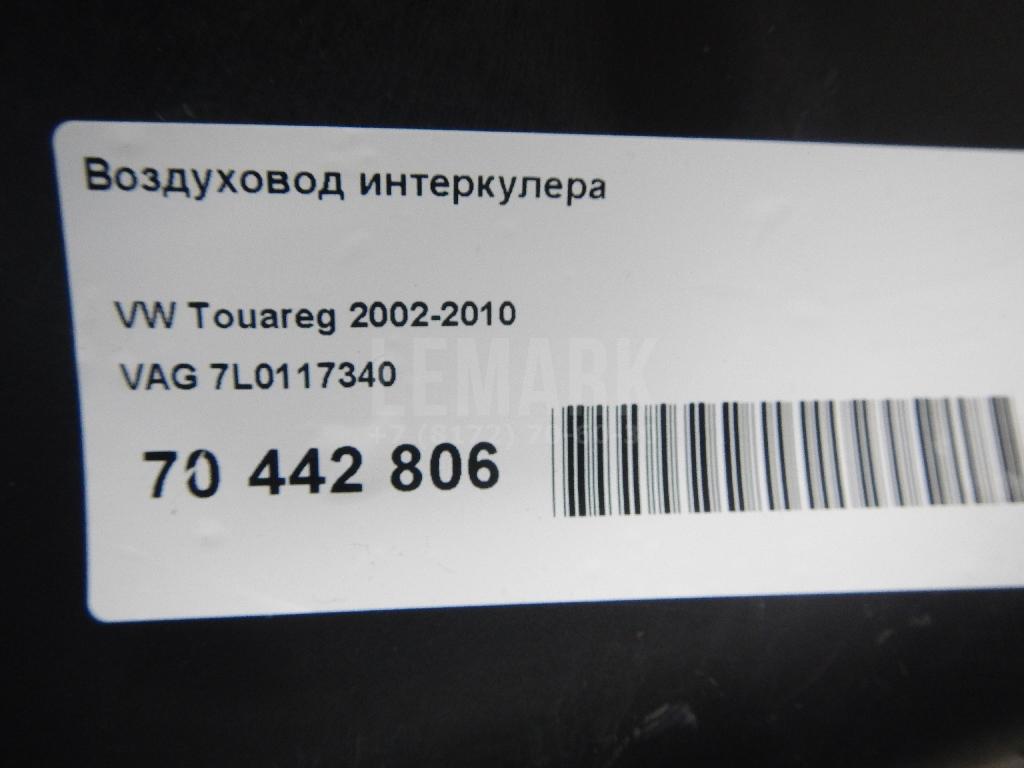 Воздуховод интеркулера
VW Touareg 2002-2010
VAG 7L0117340
LEMARK
70 442 806